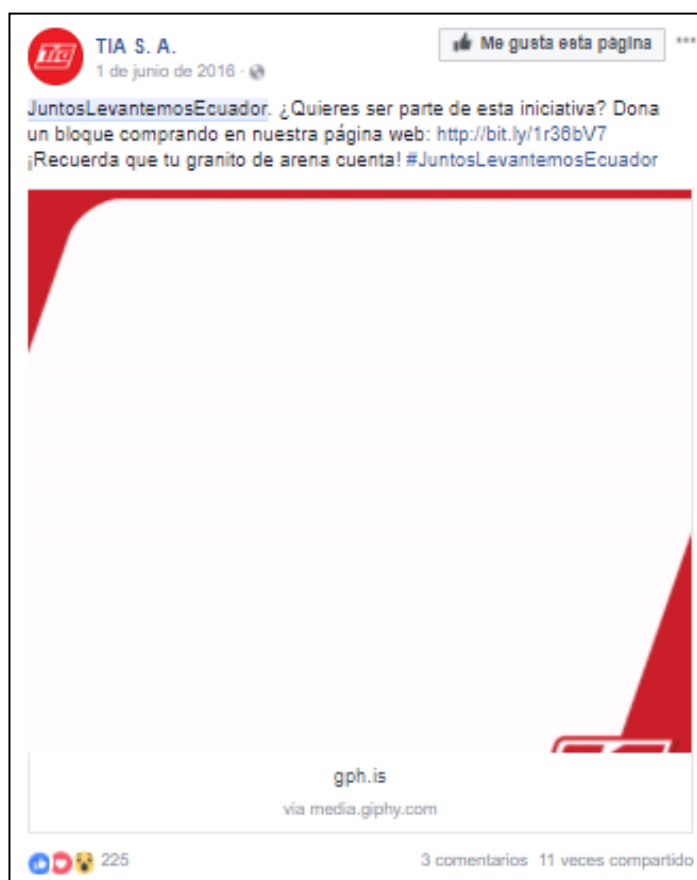 Tia
TIA S. A.
Me gusta esta página
1 de junio de 2016
JuntosLevantemosEcuador. ¿Quieres ser parte de esta iniciativa? Dona
un bloque comprando en nuestra página web: http://bit.ly/1r36bV7
¡Recuerda que tu granito de arena cuenta! #JuntosLevantemosEcuador
gph.is
via media.giphy.com
225
3 comentarios 11 veces compartido